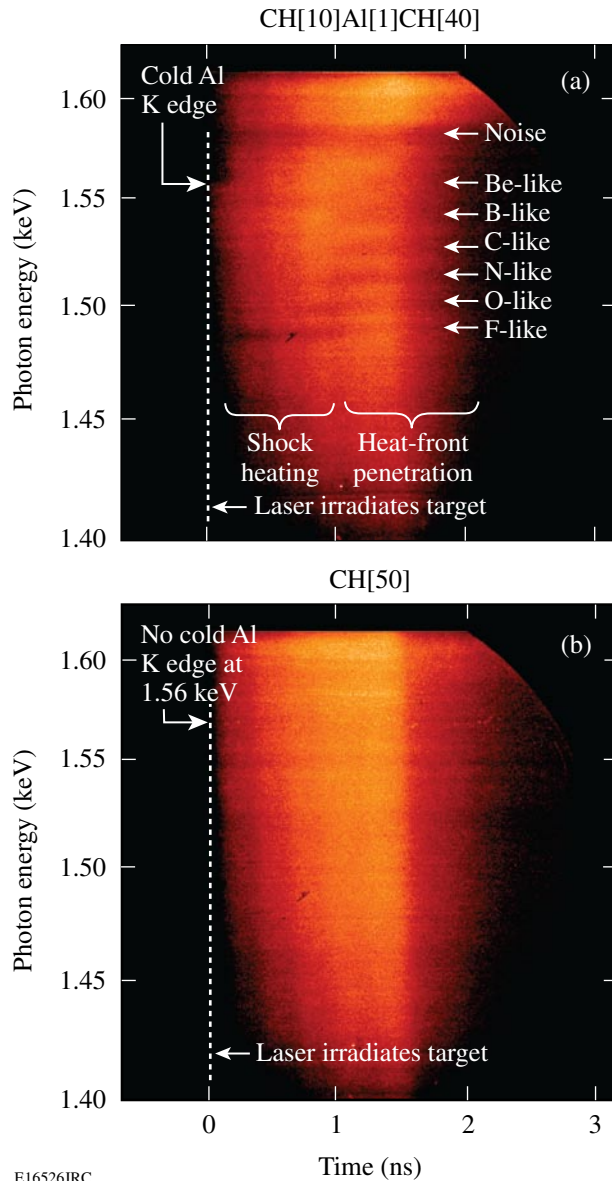 CH[10]Al[1]CH[40]
(a)
Cold Al
K edge
1.60
1.55
1.50
1.45
1.40
Photon energy (keV)
Noise
Be-like
B-like
C-like
N-like
O-like
F-like
Shock
heating
Heat-front
penetration
Laser irradiates target
CH[50]
(b)
No cold Al
K edge at
1.56 keV
1.60
1.55
1.50
1.45
1.40
Photon energy (keV)
Laser irradiates target
0 1 2 3
Time (ns)
E16526JRC